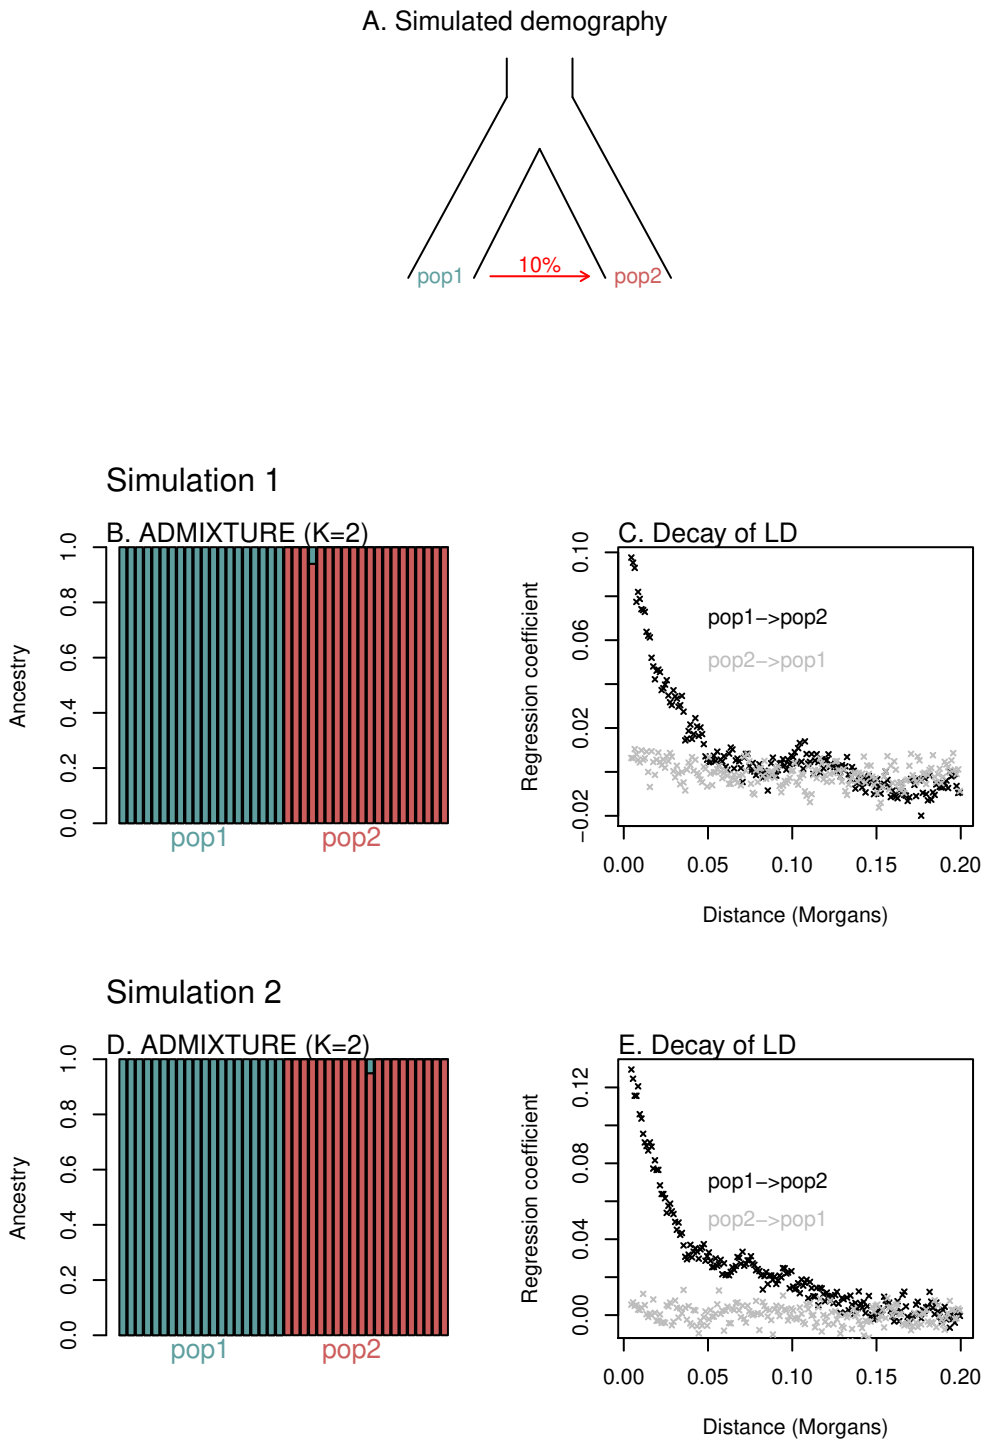 A. Simulated demography
10%
pop1
pop2
Simulation 1
B. ADMIXTURE (K=2)
Ancestry
1.0
0.8
0.6
0.4
0.2
0.0
pop1
pop2
C. Decay of LD
Regression coefficient
0.10
0.06
0.02
−0.02
pop1−>pop2
pop2−>pop1
0.00 0.05 0.10 0.15 0.20
Distance (Morgans)
Simulation 2
D. ADMIXTURE (K=2)
Ancestry
1.0
0.8
0.6
0.4
0.2
0.0
pop1
pop2
E. Decay of LD
Regression coefficient
0.12
0.08
0.04
0.00
pop1−>pop2
pop2−>pop1
0.00 0.05 0.10 0.15 0.20
Distance (Morgans)